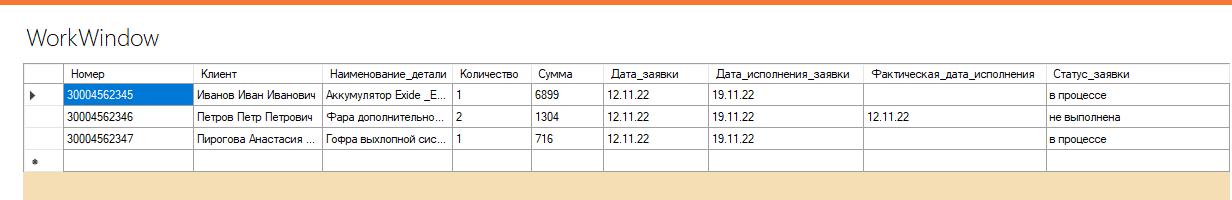 WorkWindow
Номер Клиент Наименование_детали Количество Сумма Дата_заявки Дата_исполнения_заявки Фактическая_дата_исполнения Статус_заявки
30004562345 Иванов Иван Иванович Аккумулятор Exide _E... 1 6899 12.11.22 19.11.22 в процессе
30004562346 Петров Петр Петрович Фара дополнительно... 2 1304 12.11.22 19.11.22 12.11.22 не выполнена
30004562347 Пирогова Анастасия ... Гофра выхлопной сис... 1 716 12.11.22 19.11.22 в процессе